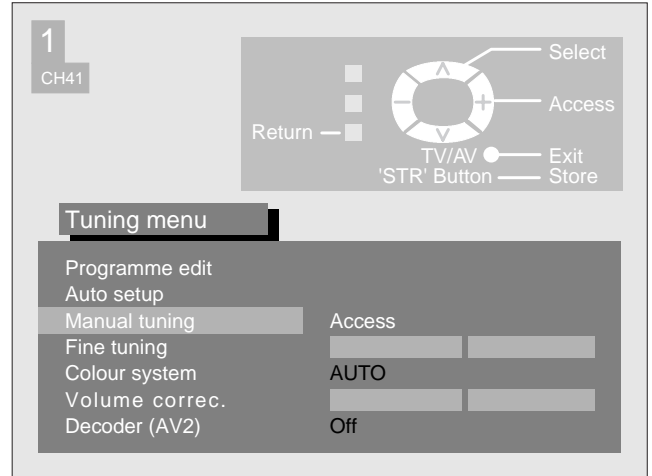 1
CH41
Select
Access
Return
TV/AV Exit
'STR' Button Store
Tuning menu
Programme edit
Auto setup
Manual tuning Access
Fine tuning
Colour system AUTO
Volume correc.
Decoder (AV2) Off